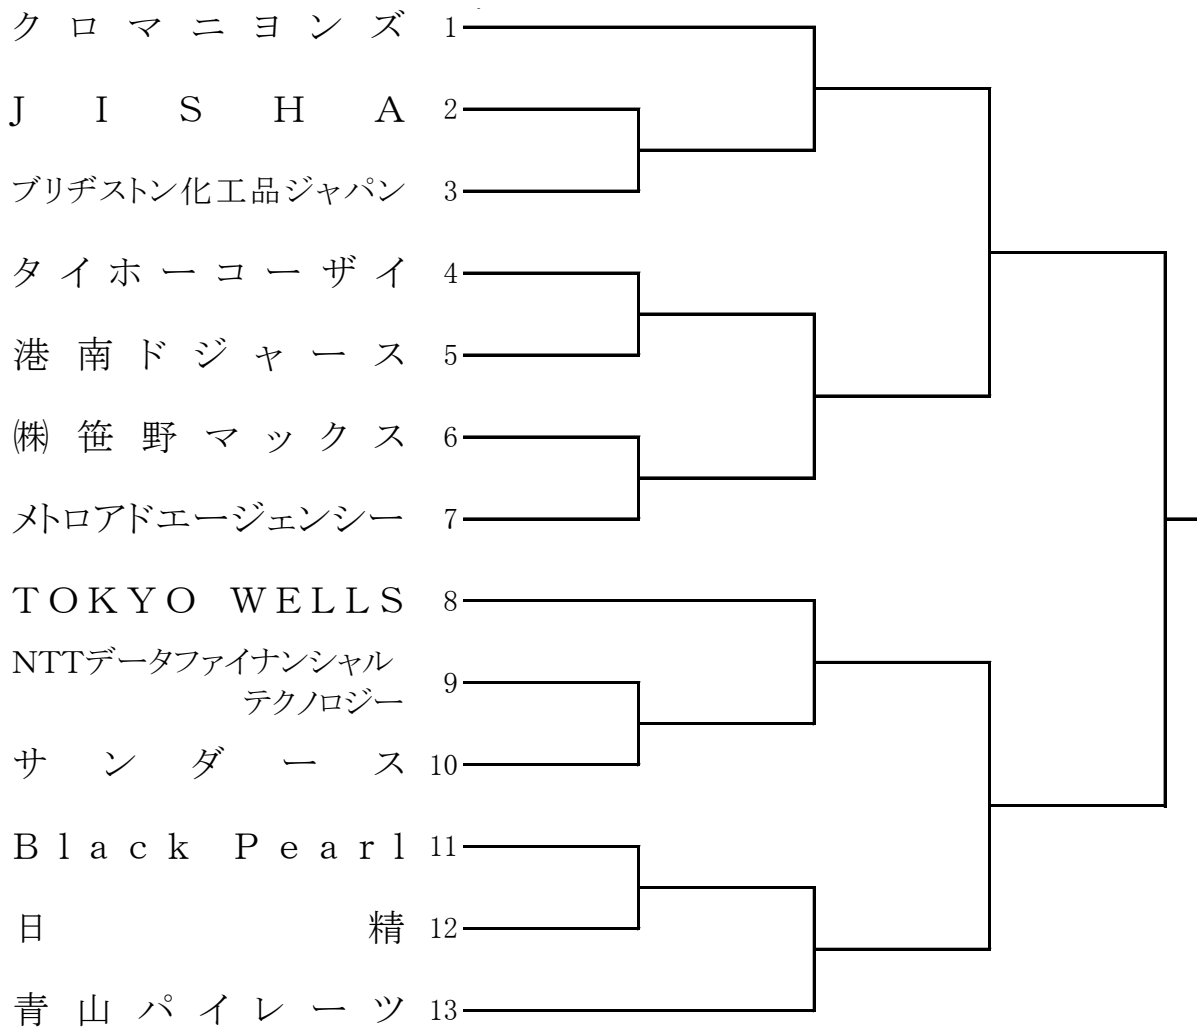 クロマニヨンズ 1
JISHA 2
ブリヂストン化工品ジャパン 3
タイホーコーザイ 4
港南ドジャース 5
㈱笹野マックス 6
メトロアドエージェンシー 7
TOKYO WELLS 8
NTTデータファイナンシャル
テクノロジー 9
サンダース 10
Black Pearl 11
日精 12
青山パイレーツ 13